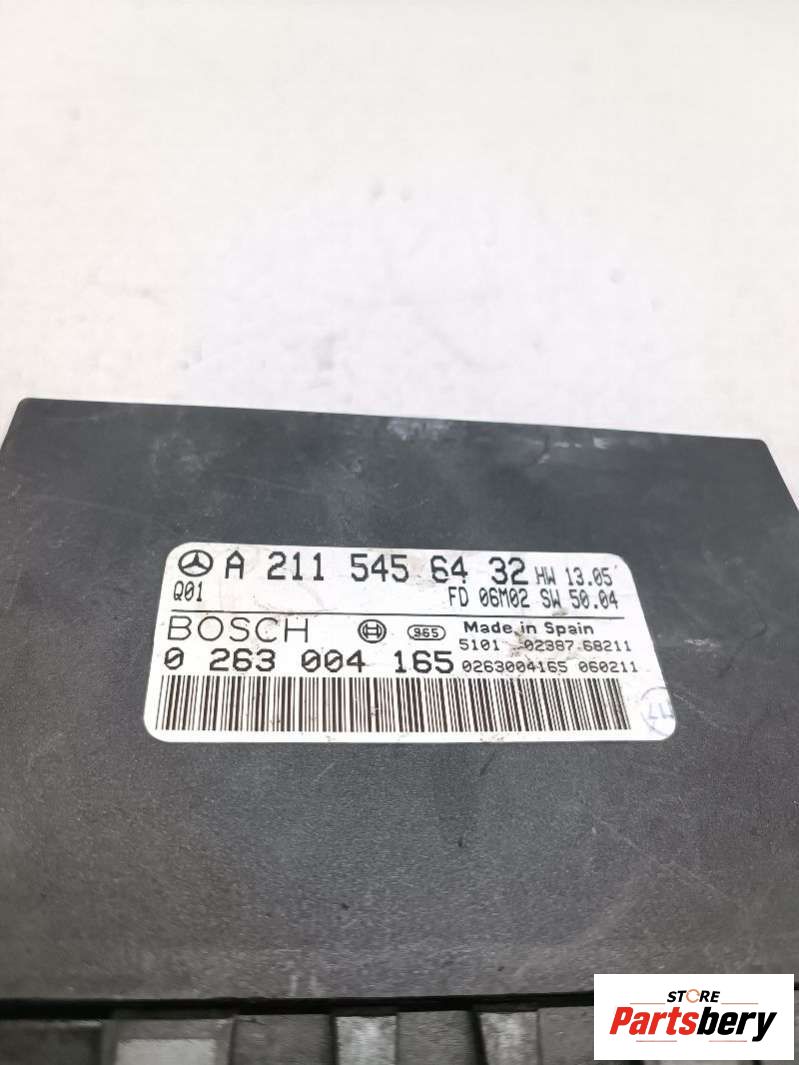 A 211 545 64 32 HW 13.05
Q01 FD 06M02 SW 50.04
BOSCH 965 Made in Spain
5101 02387 68211
0 263 004 165 0263004165 060211
STORE
Partsbery